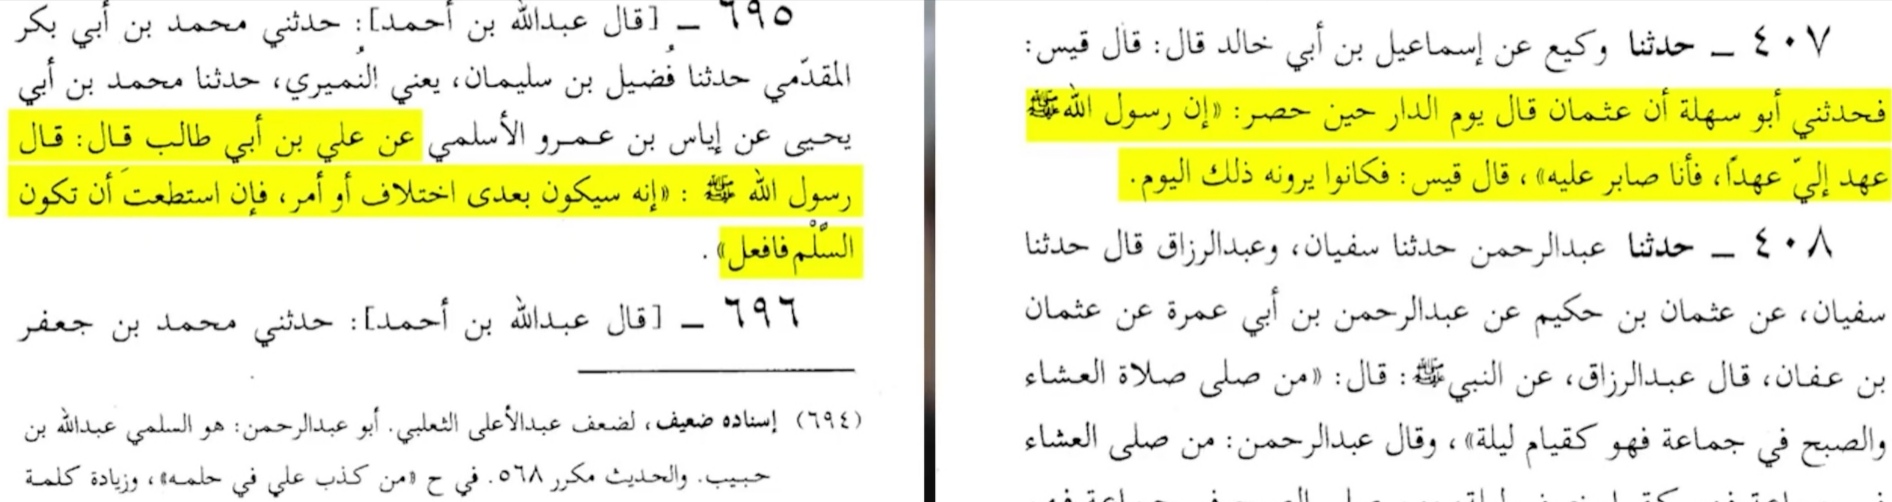 ٤٠٧ ــ حدثنا وكيع عن إسماعيل بن أبي خالد قال: قال قيس:
فحدثني أبو سهلة أن عثمان قال يوم الدار حين حصر: «إن رسول الله ﷺ
عهد إليّ عهدًا، فأنا صابر عليه»، قال قيس: فكانوا يرونه ذلك اليوم.
٤٠٨ ــ حدثنا عبدالرحمن حدثنا سفيان، وعبدالرزاق قال حدثنا
سفيان، عن عثمان بن حكيم عن عبدالرحمن بن أبي عمرة عن عثمان
بن عفان، قال عبدالرزاق، عن النبي ﷺ: قال: «من صلى صلاة العشاء
والصبح في جماعة فهو كقيام ليلة»، وقال عبدالرحمن: من صلى العشاء
٦٩٥ ــ [قال عبدالله بن أحمد]: حدثني محمد بن أبي بكر
المقدّمي حدثنا فُضيل بن سليمان، يعني النُميري، حدثنا محمد بن أبي
يحيى عن إياس بن عمرو الأسلمي عن علي بن أبي طالب قال: قال
رسول الله ﷺ: «إنه سيكون بعدى اختلاف أو أمر، فإن استطعتَ أن تكون
السَّلْم فافعل».
٦٩٦ ــ [قال عبدالله بن أحمد]: حدثني محمد بن جعفر
(٦٩٤) إسناده ضعيف، لضعف عبدالأعلى الثعلبي. أبو عبدالرحمن: هو السلمي عبدالله بن
حبيب. والحديث مكرر ٥٦٨. في ح «من كذب علي في حلمه»، وزيادة كلمة